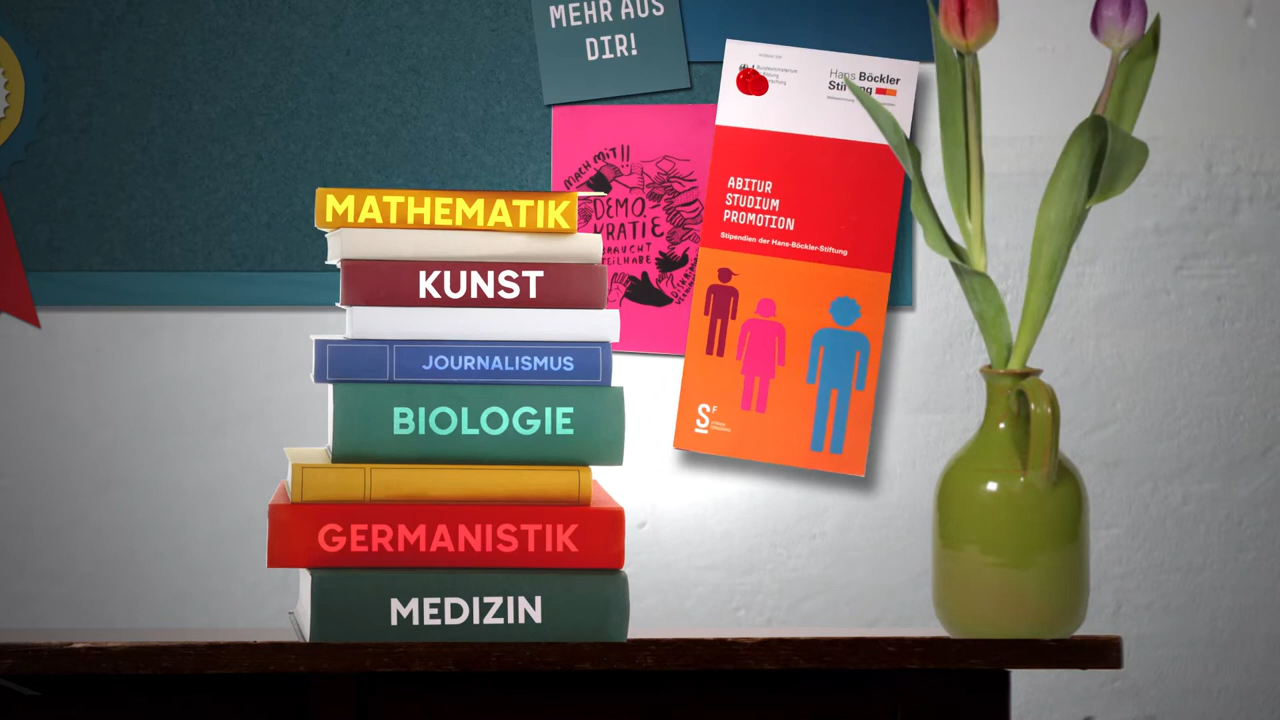 MEHR AUS
DIR!
Hans Böckler
MACH MIT!!
DEMO-
KRATIE
BRAUCHT
TEILHABE
ABITUR
STUDIUM
PROMOTION
Stipendien der Hans-Böckler-Stiftung
MATHEMATIK
KUNST
JOURNALISMUS
BIOLOGIE
GERMANISTIK
MEDIZIN